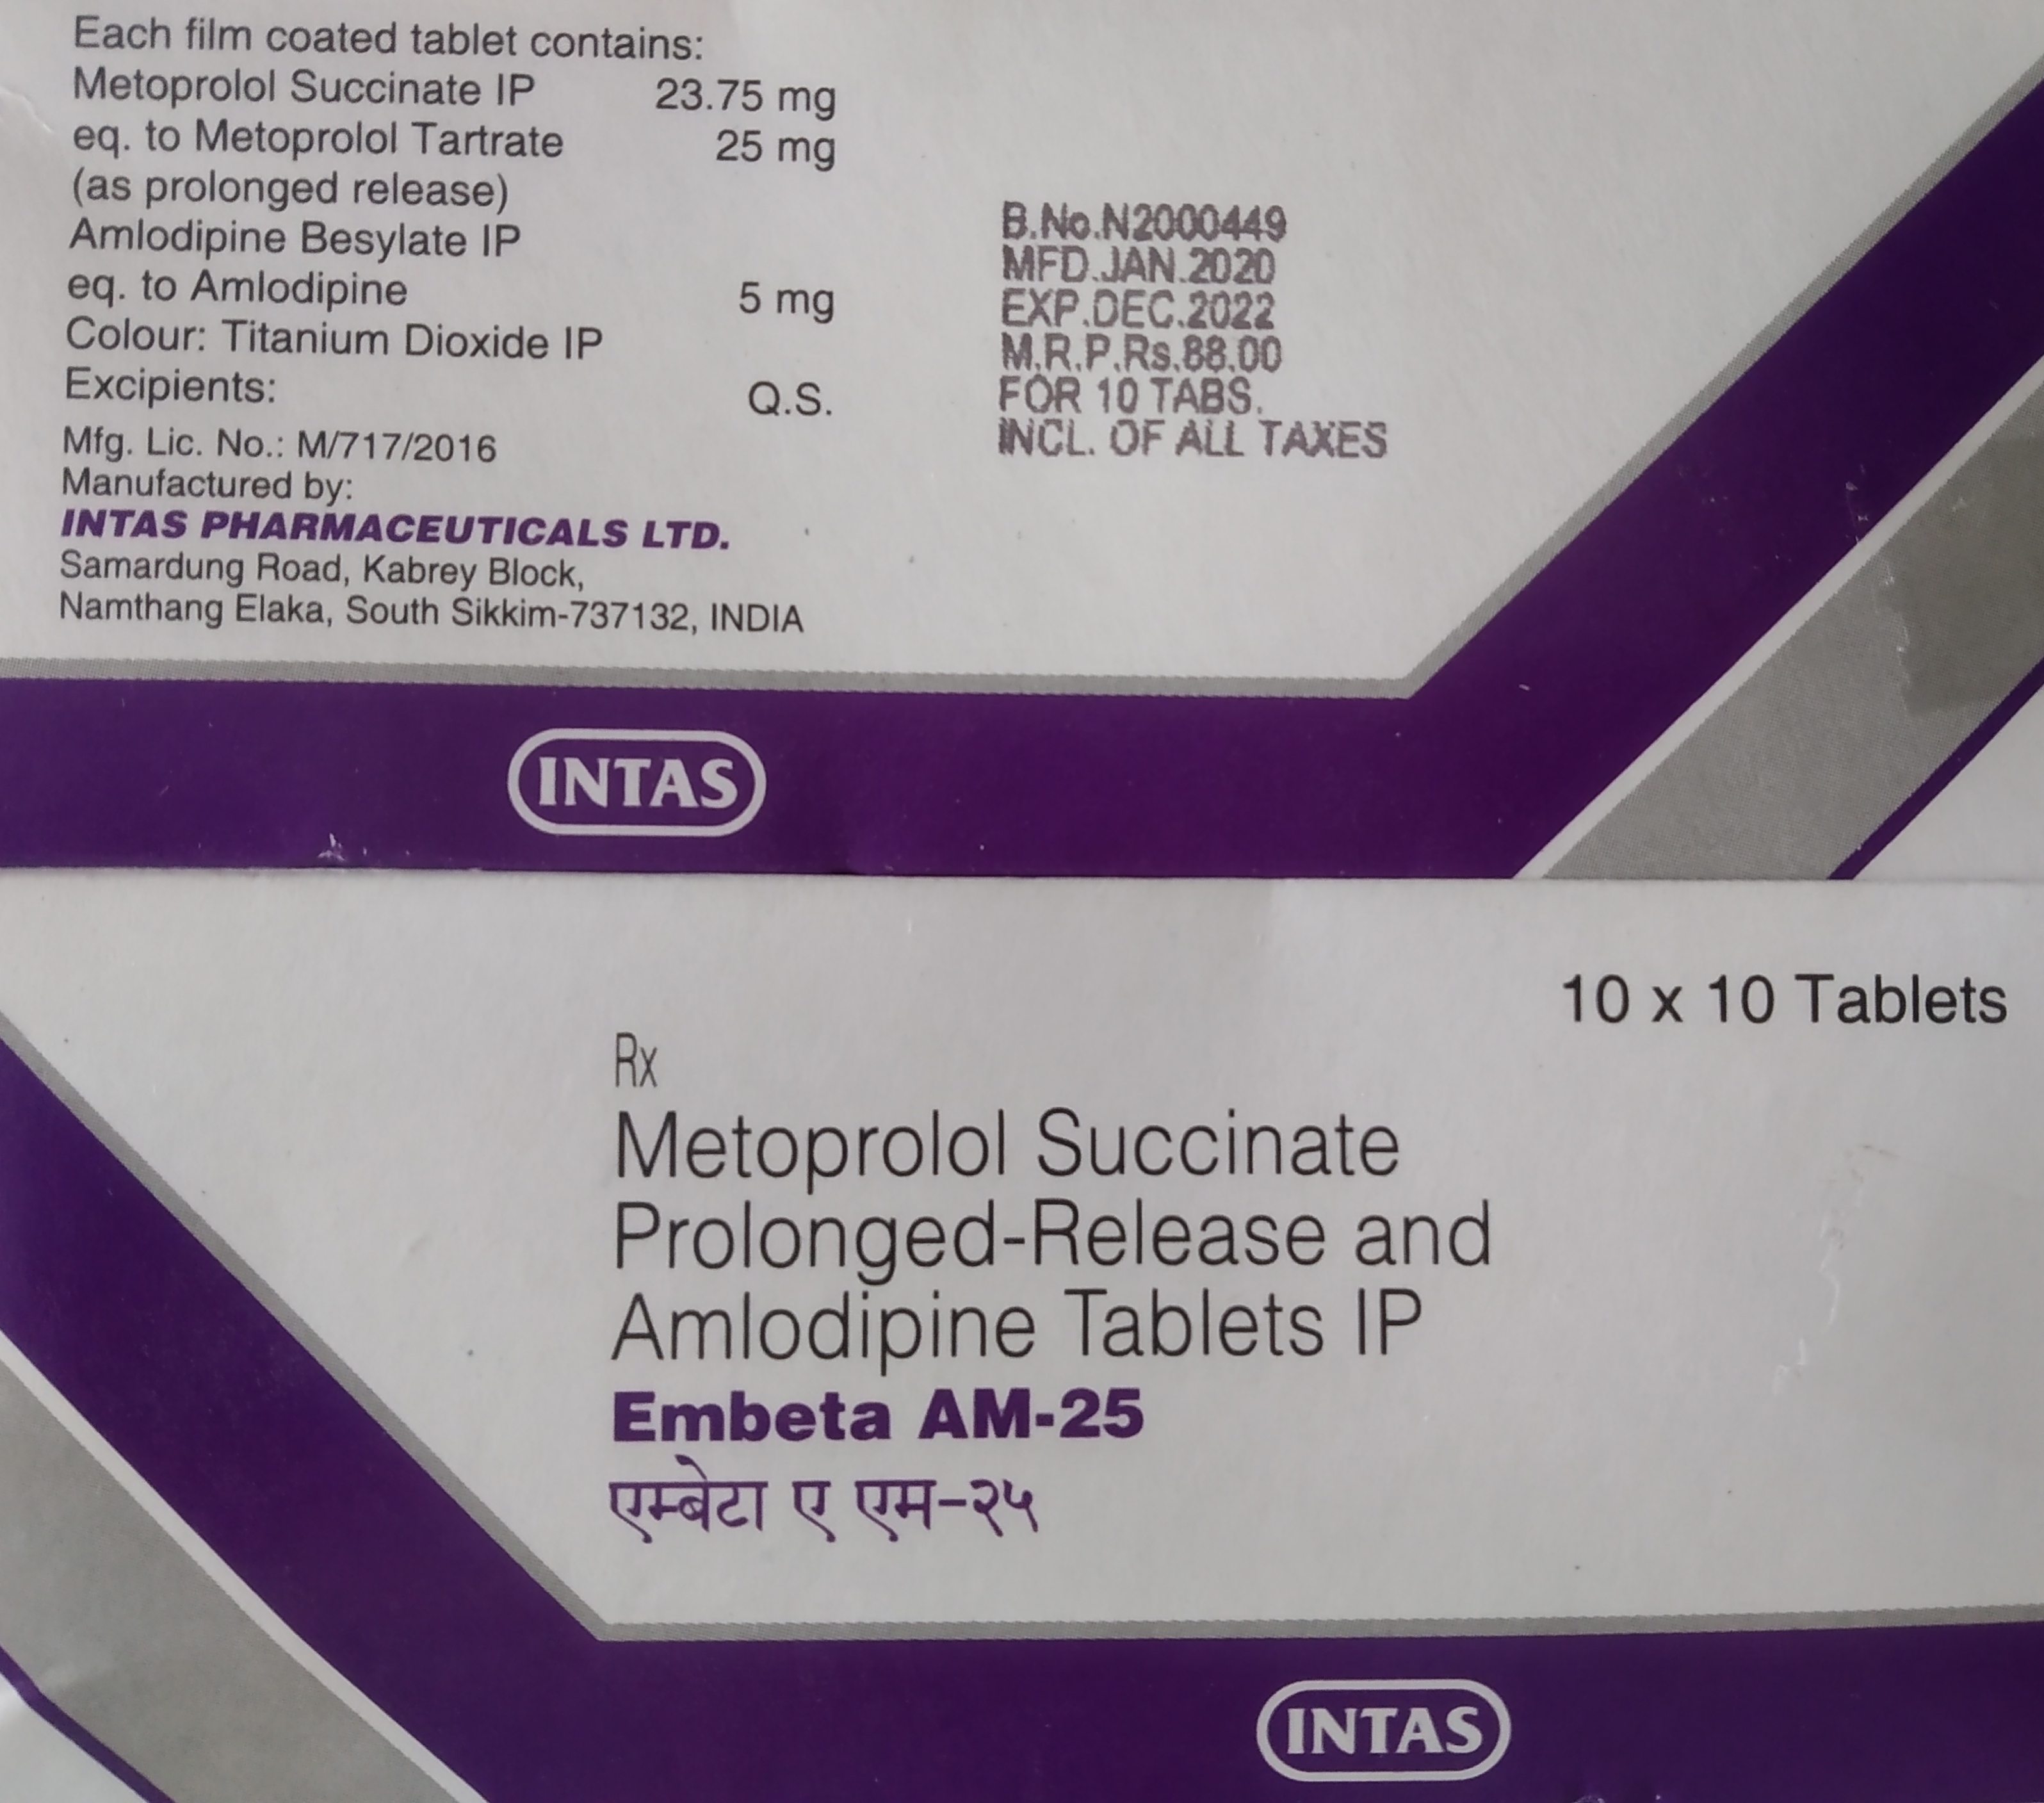 Each film coated tablet contains:
Metoprolol Succinate IP 23.75 mg
eq. to Metoprolol Tartrate 25 mg
(as prolonged release)
Amlodipine Besylate IP
eq. to Amlodipine 5 mg
Colour: Titanium Dioxide IP
Excipients: Q.S.
Mfg. Lic. No.: M/717/2016
Manufactured by:
INTAS PHARMACEUTICALS LTD.
Samardung Road, Kabrey Block,
Namthang Elaka, South Sikkim-737132, INDIA
B.No.N2000449
MFD.JAN.2020
EXP.DEC.2022
M.R.P.Rs.88.00
FOR 10 TABS.
INCL. OF ALL TAXES
INTAS
10 x 10 Tablets
Rx
Metoprolol Succinate
Prolonged-Release and
Amlodipine Tablets IP
Embeta AM-25
एम्बेटा ए एम-२५
INTAS